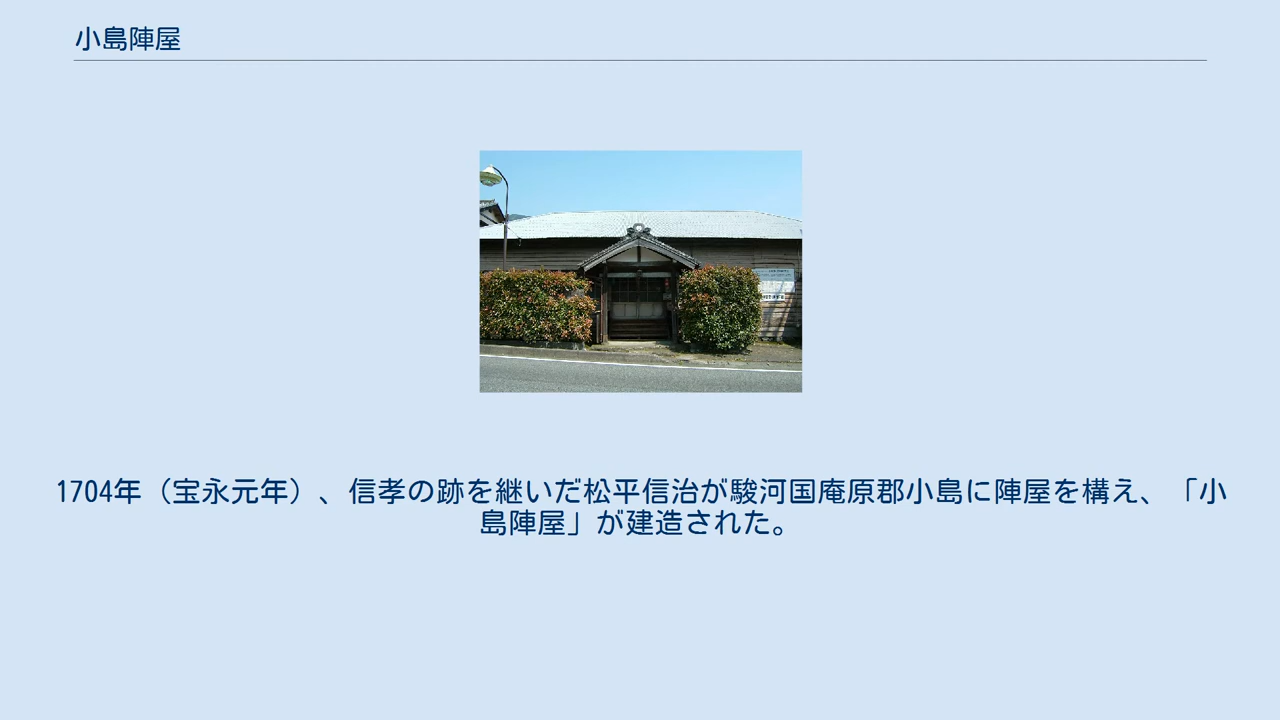 小島陣屋
1704年（宝永元年）、信孝の跡を継いだ松平信治が駿河国庵原郡小島に陣屋を構え、「小
島陣屋」が建造された。